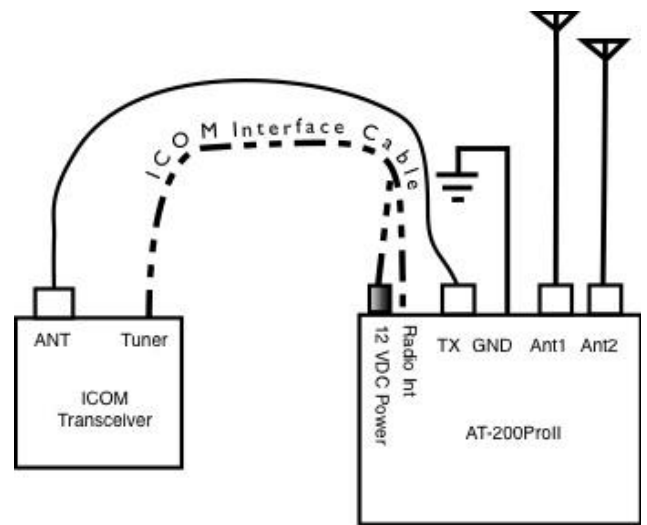 ICOM Interface Cable
ANT
Tuner
ICOM
Transceiver
12 VDC Power
Radio Int
TX
GND
Ant1
Ant2
AT-200ProII